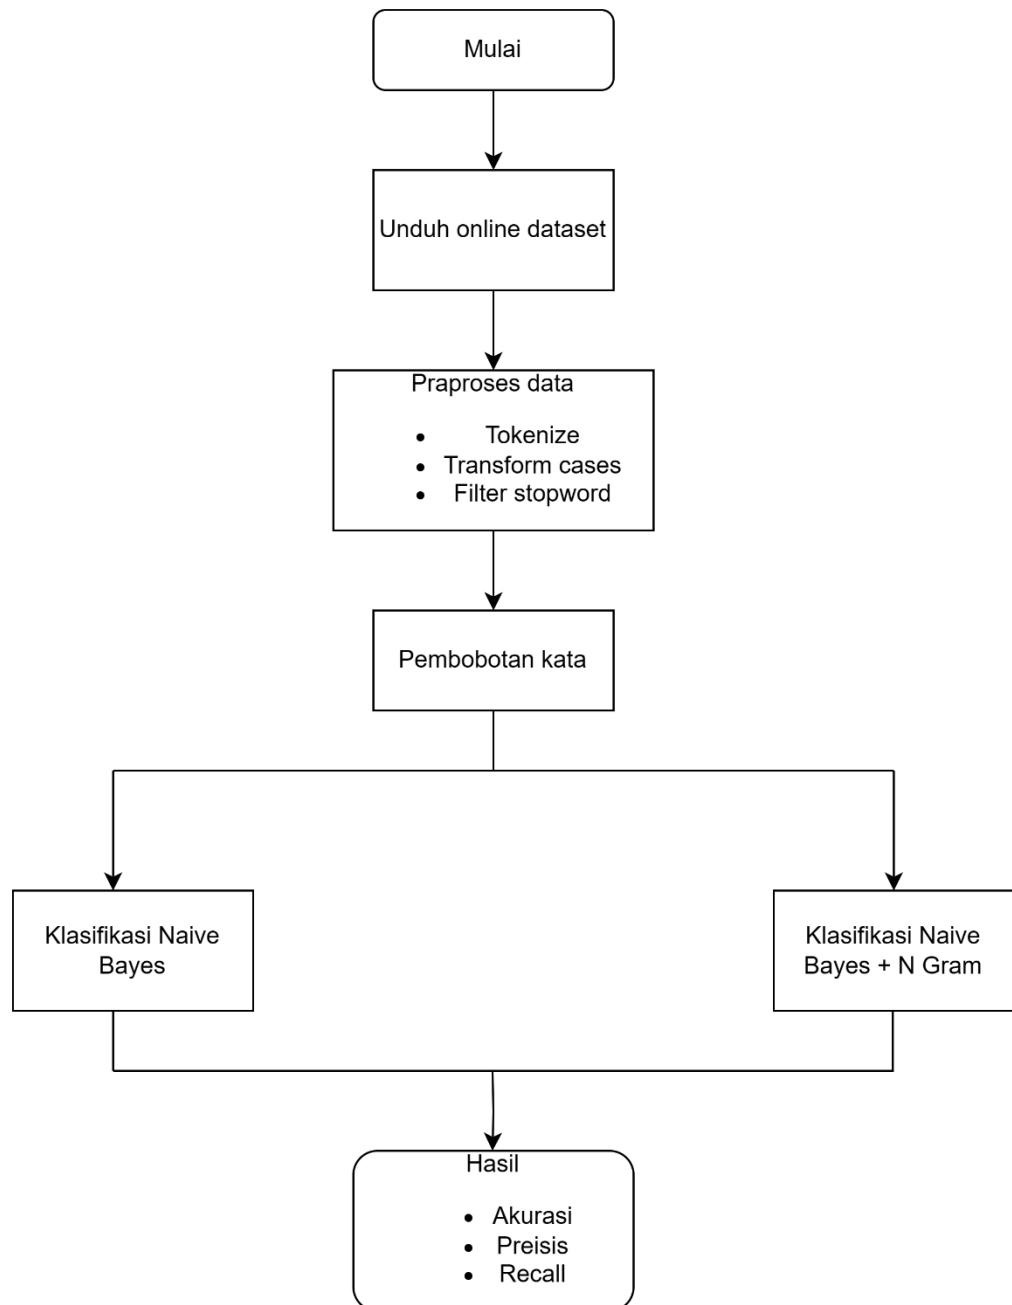 Mulai
Unduh online dataset
Praproses data
• Tokenize
• Transform cases
• Filter stopword
Pembobotan kata
Klasifikasi Naive
Bayes
Klasifikasi Naive
Bayes + N Gram
Hasil
• Akurasi
• Preisis
• Recall